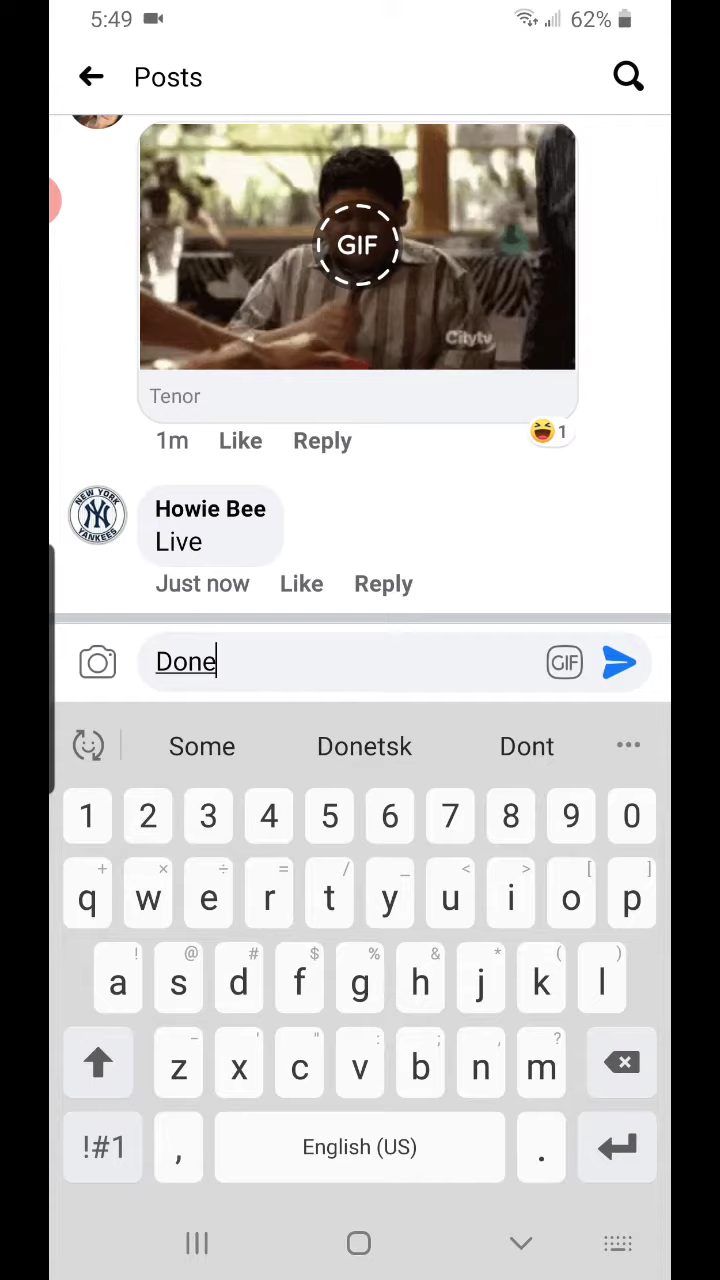 5:49 62%
Posts
GIF
Citytv
Tenor
1m Like Reply 1
NEW YORK
NY
YANKEES
Howie Bee
Live
Just now Like Reply
Done GIF
Some Donetsk Dont •••
1 2 3 4 5 6 7 8 9 0
+ × ÷ = / _ < > [ ]
q w e r t y u i o p
! @ # $ % & * ( )
a s d f g h j k l
- ' " : ; , ?
z x c v b n m
!#1 , English (US) .